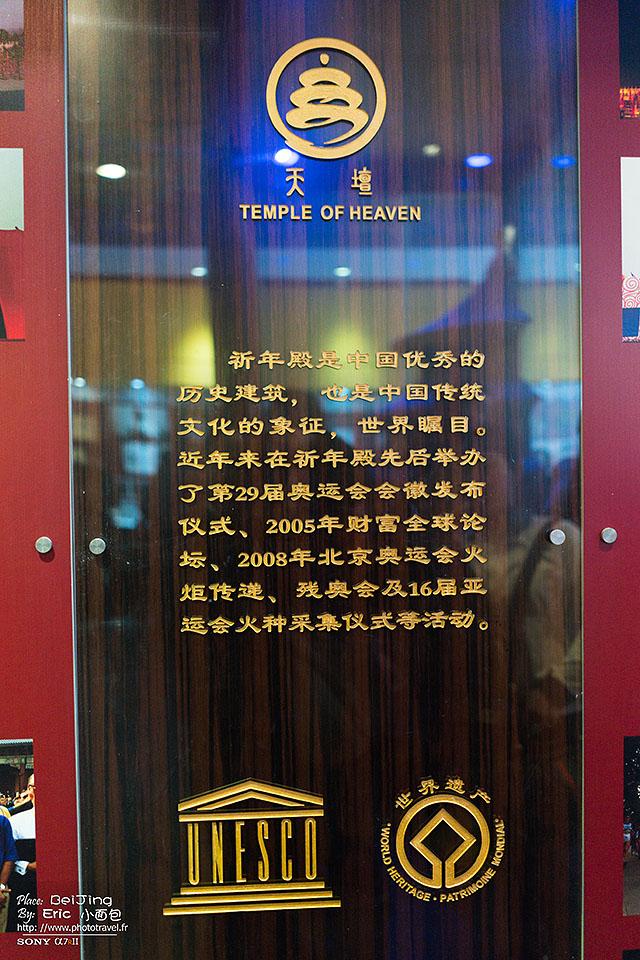 天 壇
TEMPLE OF HEAVEN
祈年殿是中国优秀的
历史建筑，也是中国传统
文化的象征，世界瞩目。
近年来在祈年殿先后举办
了第29届奥运会会徽发布
仪式、2005年财富全球论
坛、2008年北京奥运会火
炬传递、残奥会及16届亚
运会火种采集仪式等活动。
UNESCO
世界遗产
· WORLD HERITAGE · PATRIMOINE MONDIAL ·
Place: BeiJing
By: Eric 小面包
http://www.phototravel.fr
SONY α7II